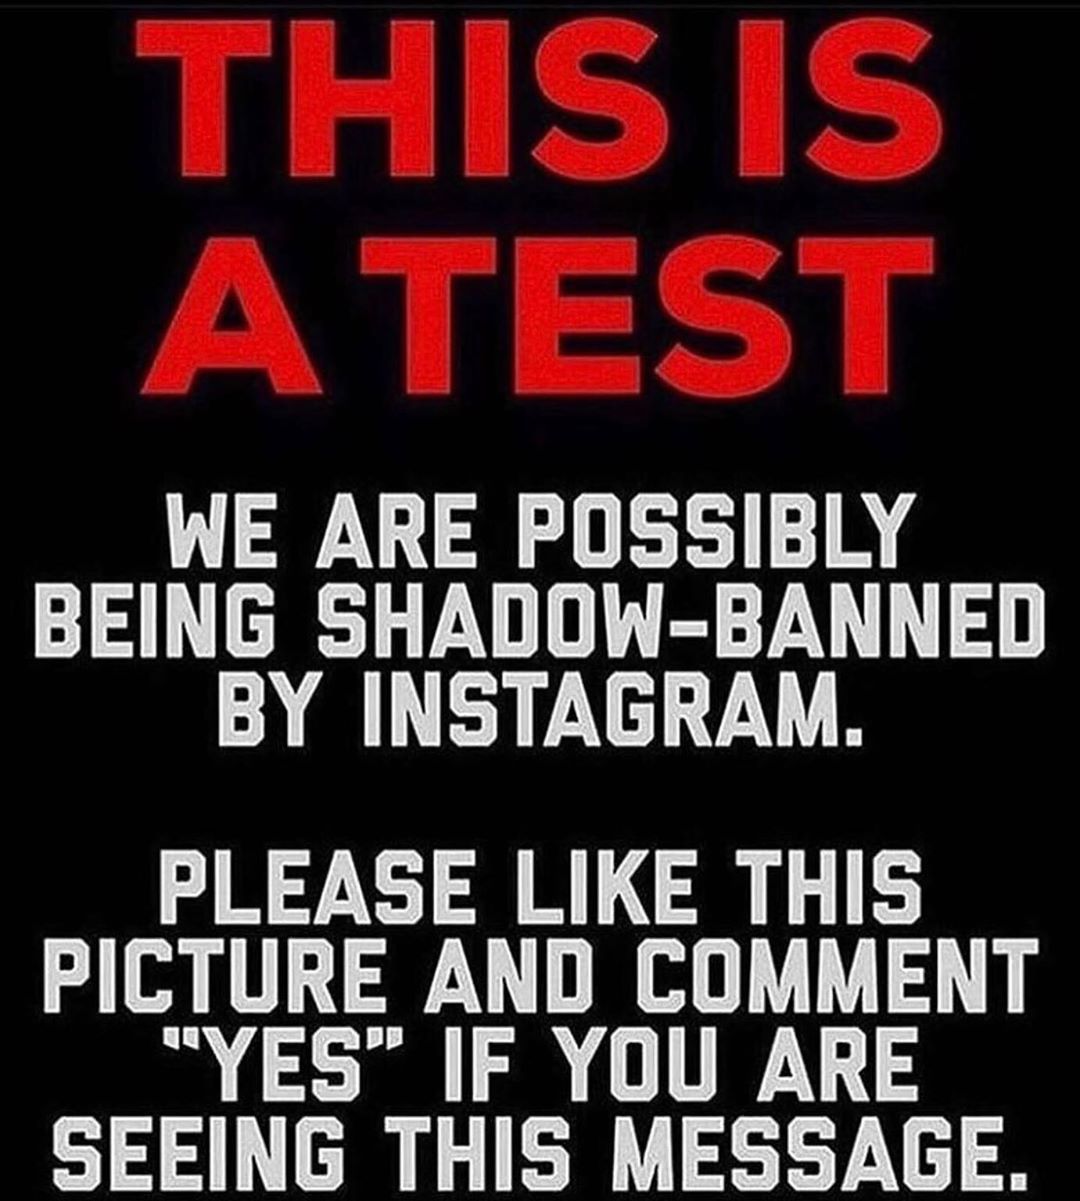 THIS IS
A TEST
WE ARE POSSIBLY
BEING SHADOW-BANNED
BY INSTAGRAM.
PLEASE LIKE THIS
PICTURE AND COMMENT
"YES" IF YOU ARE
SEEING THIS MESSAGE.